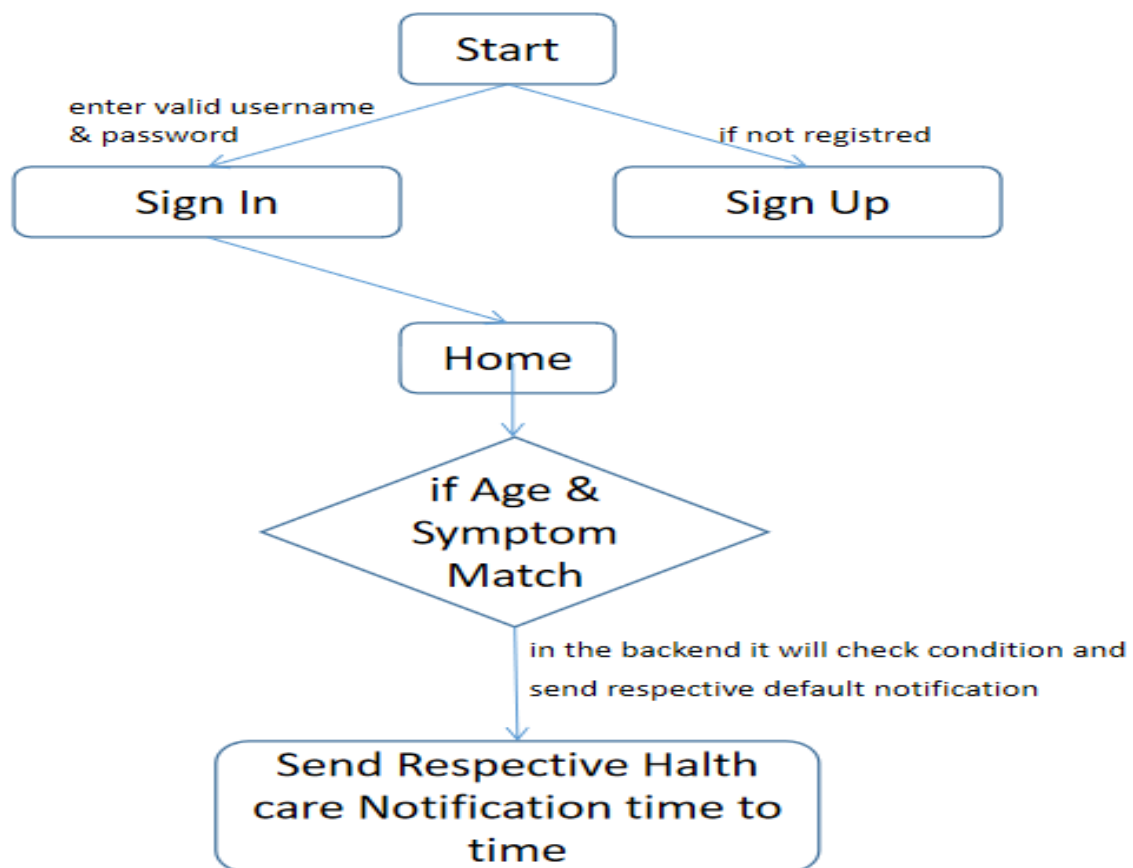 Start
enter valid username
& password
if not registred
Sign In
Sign Up
Home
if Age &
Symptom
Match
in the backend it will check condition and
send respective default notification
Send Respective Halth
care Notification time to
time